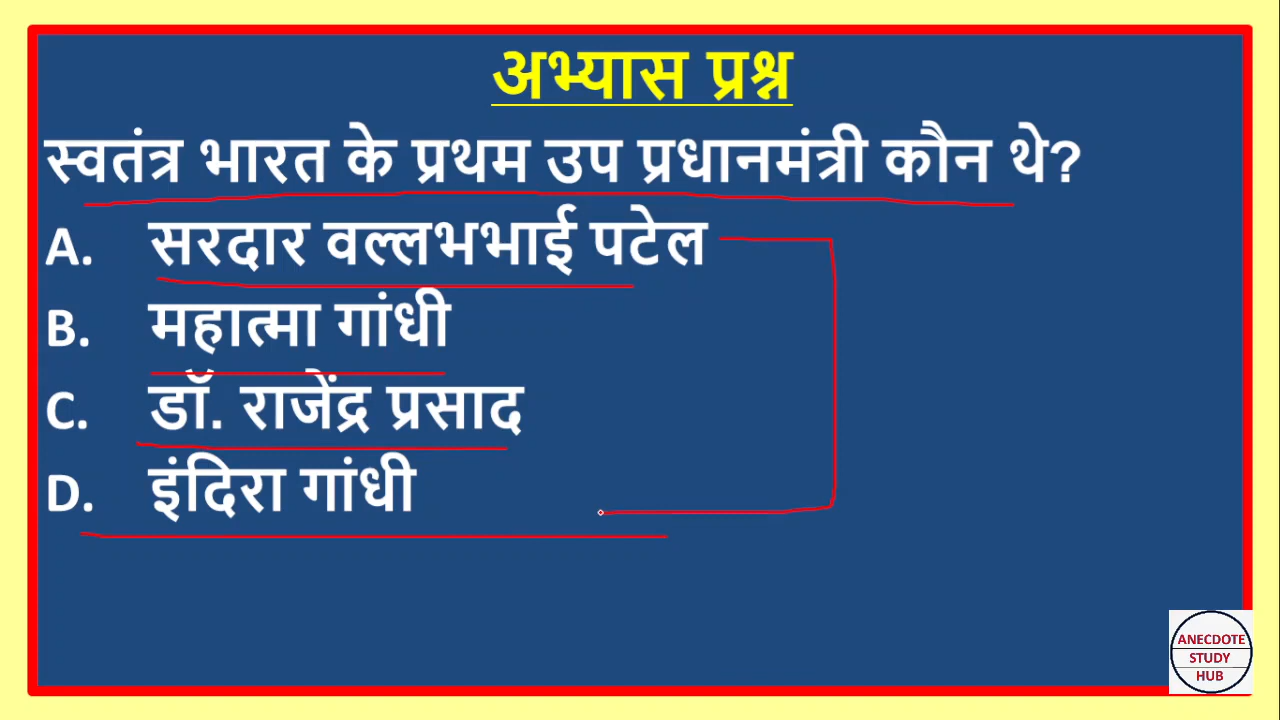 अभ्यास प्रश्न
स्वतंत्र भारत के प्रथम उप प्रधानमंत्री कौन थे?
A. सरदार वल्लभभाई पटेल
B. महात्मा गांधी
C. डॉ. राजेंद्र प्रसाद
D. इंदिरा गांधी
ANECDOTE
STUDY
HUB